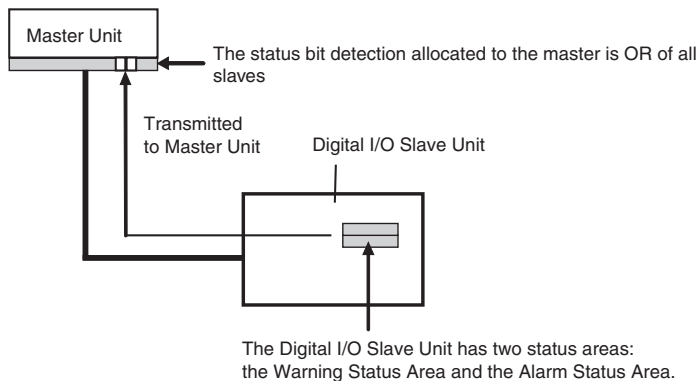 Master Unit
The status bit detection allocated to the master is OR of all
slaves
Transmitted
to Master Unit
Digital I/O Slave Unit
The Digital I/O Slave Unit has two status areas:
the Warning Status Area and the Alarm Status Area.